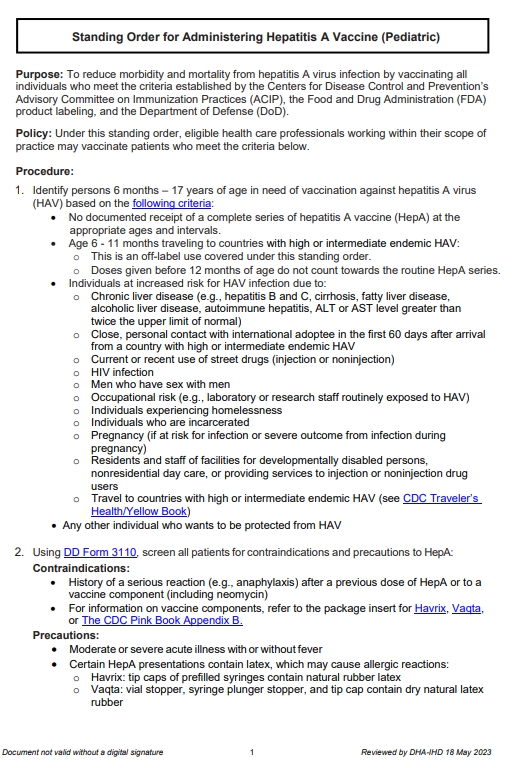 Standing Order for Administering Hepatitis A Vaccine (Pediatric)
Purpose: To reduce morbidity and mortality from hepatitis A virus infection by vaccinating all
individuals who meet the criteria established by the Centers for Disease Control and Prevention's
Advisory Committee on Immunization Practices (ACIP), the Food and Drug Administration (FDA)
product labeling, and the Department of Defense (DoD).
Policy: Under this standing order, eligible health care professionals working within their scope of
practice may vaccinate patients who meet the criteria below.
Procedure:
1. Identify persons 6 months – 17 years of age in need of vaccination against hepatitis A virus
(HAV) based on the following criteria:
• No documented receipt of a complete series of hepatitis A vaccine (HepA) at the
appropriate ages and intervals.
• Age 6 - 11 months traveling to countries with high or intermediate endemic HAV:
o This is an off-label use covered under this standing order.
o Doses given before 12 months of age do not count towards the routine HepA series.
• Individuals at increased risk for HAV infection due to:
o Chronic liver disease (e.g., hepatitis B and C, cirrhosis, fatty liver disease,
alcoholic liver disease, autoimmune hepatitis, ALT or AST level greater than
twice the upper limit of normal)
o Close, personal contact with international adoptee in the first 60 days after arrival
from a country with high or intermediate endemic HAV
o Current or recent use of street drugs (injection or noninjection)
o HIV infection
o Men who have sex with men
o Occupational risk (e.g., laboratory or research staff routinely exposed to HAV)
o Individuals experiencing homelessness
o Individuals who are incarcerated
o Pregnancy (if at risk for infection or severe outcome from infection during
pregnancy)
o Residents and staff of facilities for developmentally disabled persons,
nonresidential day care, or providing services to injection or noninjection drug
users
o Travel to countries with high or intermediate endemic HAV (see CDC Traveler's
Health/Yellow Book)
• Any other individual who wants to be protected from HAV
2. Using DD Form 3110, screen all patients for contraindications and precautions to HepA:
Contraindications:
• History of a serious reaction (e.g., anaphylaxis) after a previous dose of HepA or to a
vaccine component (including neomycin)
• For information on vaccine components, refer to the package insert for Havrix, Vaqta,
or The CDC Pink Book Appendix B.
Precautions:
• Moderate or severe acute illness with or without fever
• Certain HepA presentations contain latex, which may cause allergic reactions:
o Havrix: tip caps of prefilled syringes contain natural rubber latex
o Vaqta: vial stopper, syringe plunger stopper, and tip cap contain dry natural latex
rubber
Document not valid without a digital signature
1
Reviewed by DHA-IHD 18 May 2023